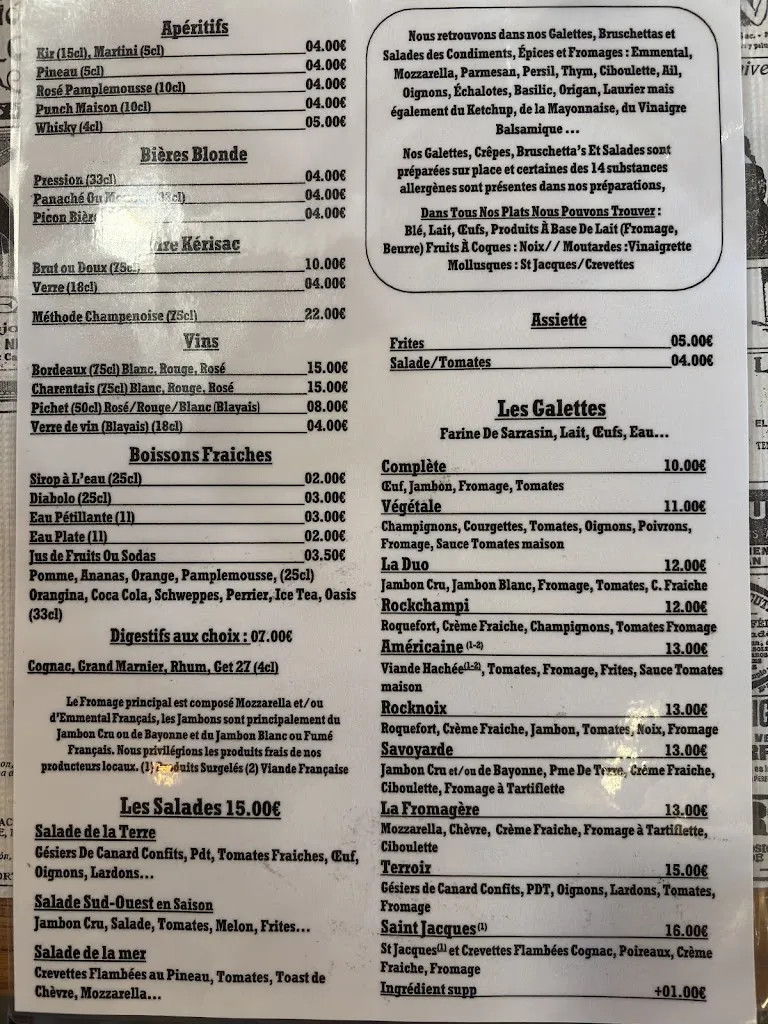 Apéritifs
Kir (15cl), Martini (5cl) 04.00€
Pineau (5cl) 04.00€
Rosé Pamplemousse (10cl) 04.00€
Punch Maison (10cl) 04.00€
Whisky (4cl) 05.00€
Bières Blonde
Pression (33cl) 04.00€
Panaché Ou 04.00€
Picon 04.00€
Kérisac
Brut ou Doux (75cl) 10.00€
Verre (18cl) 04.00€
Méthode Champenoise (75cl) 22.00€
Vins
Bordeaux (75cl) Blanc, Rouge, Rosé 15.00€
Charentais (75cl) Blanc, Rouge, Rosé 15.00€
Pichet (50cl) Rosé/Rouge/Blanc (Blayais) 08.00€
Verre de vin (Blayais) (18cl) 04.00€
Boissons Fraiches
Sirop à L'eau (25cl) 02.00€
Diabolo (25cl) 03.00€
Eau Pétillante (1l) 03.00€
Eau Plate (1l) 02.00€
Jus de Fruits Ou Sodas 03.50€
Pomme, Ananas, Orange, Pamplemousse, (25cl)
Orangina, Coca Cola, Schweppes, Perrier, Ice Tea, Oasis
(33cl)
Digestifs aux choix : 07.00€
Cognac, Grand Marnier, Rhum, Get 27 (4cl)
Le Fromage principal est composé Mozzarella et/ou
d'Emmental Français, les Jambons sont principalement du
Jambon Cru ou de Bayonne et du Jambon Blanc ou Fumé
Français. Nous privilégions les produits frais de nos
producteurs locaux. (1) Produits Surgelés (2) Viande Française
Les Salades 15.00€
Salade de la Terre
Gésiers De Canard Confits, Pdt, Tomates Fraiches, Œuf,
Oignons, Lardons...
Salade Sud-Ouest en Saison
Jambon Cru, Salade, Tomates, Melon, Frites...
Salade de la mer
Crevettes Flambées au Pineau, Tomates, Toast de
Chèvre, Mozzarella...
Nous retrouvons dans nos Galettes, Bruschettas et
Salades des Condiments, Épices et Fromages : Emmental,
Mozzarella, Parmesan, Persil, Thym, Ciboulette, Ail,
Oignons, Échalotes, Basilic, Origan, Laurier mais
également du Ketchup, de la Mayonnaise, du Vinaigre
Balsamique ...
Nos Galettes, Crêpes, Bruschetta's Et Salades sont
préparées sur place et certaines des 14 substances
allergènes sont présentes dans nos préparations,
Dans Tous Nos Plats Nous Pouvons Trouver :
Blé, Lait, Œufs, Produits À Base De Lait (Fromage,
Beurre) Fruits À Coques : Noix// Moutardes :Vinaigrette
Mollusques : St Jacques/Crevettes
Assiette
Frites 05.00€
Salade/Tomates 04.00€
Les Galettes
Farine De Sarrasin, Lait, Œufs, Eau...
Complète 10.00€
Œuf, Jambon, Fromage, Tomates
Végétale 11.00€
Champignons, Courgettes, Tomates, Oignons, Poivrons,
Fromage, Sauce Tomates maison
La Duo 12.00€
Jambon Cru, Jambon Blanc, Fromage, Tomates, C. Fraiche
Rockchampi 12.00€
Roquefort, Crème Fraiche, Champignons, Tomates Fromage
Américaine (1-2) 13.00€
Viande Hachée(1-2), Tomates, Fromage, Frites, Sauce Tomates
maison
Rocknoix 13.00€
Roquefort, Crème Fraiche, Jambon, Tomates, Noix, Fromage
Savoyarde 13.00€
Jambon Cru et/ou de Bayonne, Pme De Terre, Crème Fraiche,
Ciboulette, Fromage à Tartiflette
La Fromagère 13.00€
Mozzarella, Chèvre, Crème Fraiche, Fromage à Tartiflette,
Ciboulette
Terroir 15.00€
Gésiers de Canard Confits, PDT, Oignons, Lardons, Tomates,
Fromage
Saint Jacques(1) 16.00€
St Jacques(1) et Crevettes Flambées Cognac, Poireaux, Crème
Fraiche, Fromage
Ingrédient supp +01.00€